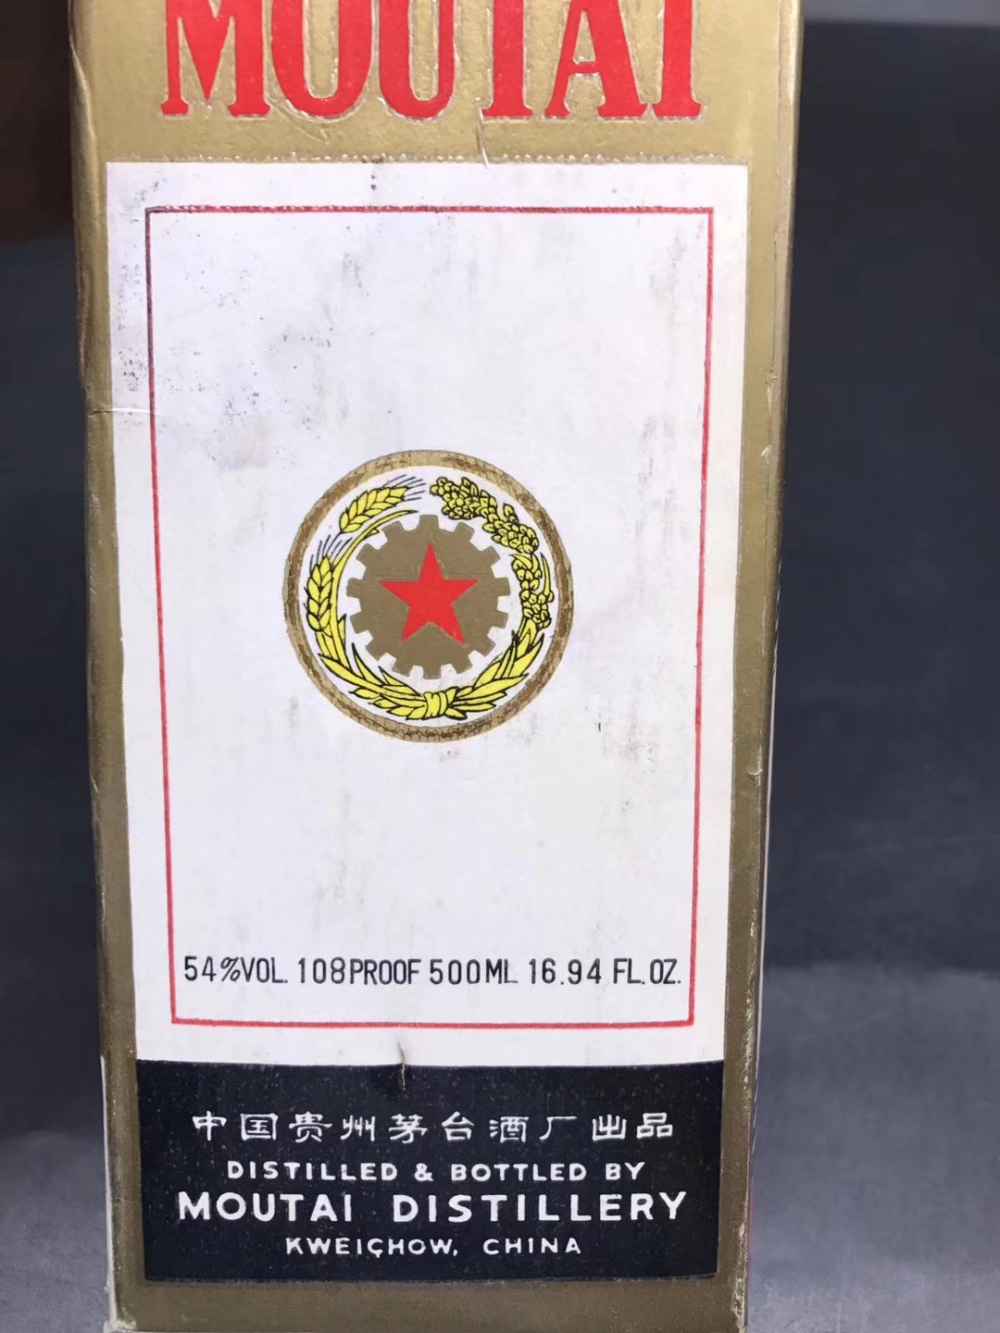 MOUTAI
54%VOL. 108PROOF 500ML 16.94 FL.OZ.
中国贵州茅台酒厂出品
DISTILLED & BOTTLED BY
MOUTAI DISTILLERY
KWEICHOW, CHINA